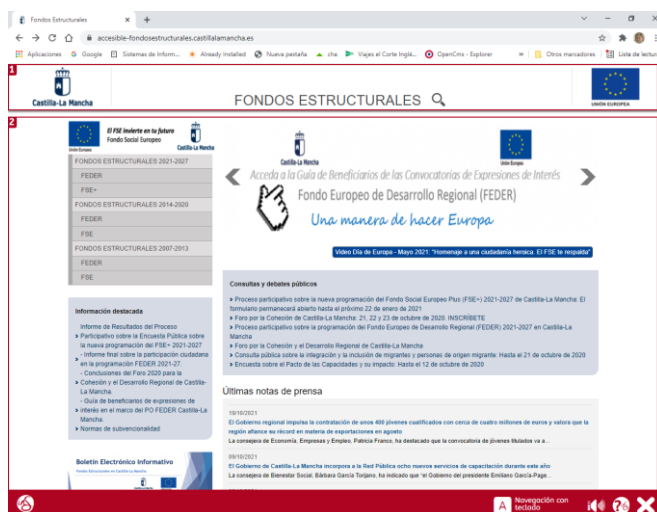 Fondos Estructurales
accesible-fondosestructurales.castillalamancha.es
Aplicaciones
Google
Sistemas de Inform...
Already Installed
Nueva pestaña
cha
Viajes el Corte Inglé...
OpenCms - Explorer
»
Otros marcadores
Lista de lectur
1
Castilla-La Mancha
FONDOS ESTRUCTURALES
UNIÓN EUROPEA
2
El FSE invierte en tu futuro
Fondo Social Europeo
Unión Europea
Castilla-La Mancha
FONDOS ESTRUCTURALES 2021-2027
FEDER
FSE+
FONDOS ESTRUCTURALES 2014-2020
FEDER
FSE
FONDOS ESTRUCTURALES 2007-2013
FEDER
FSE
Castilla-La Mancha
Unión Europea
Acceda a la Guía de Beneficiarios de las Convocatorias de Expresiones de Interés
Fondo Europeo de Desarrollo Regional (FEDER)
Una manera de hacer Europa
Vídeo Día de Europa - Mayo 2021: "Homenaje a una ciudadanía heroica. El FSE te respalda"
Información destacada
Informe de Resultados del Proceso
Participativo sobre la Encuesta Pública sobre
la nueva programación del FSE+ 2021-2027
- Informe final sobre la participación ciudadana
en la programación FEDER 2021-27.
- Conclusiones del Foro 2020 para la
Cohesión y el Desarrollo Regional de Castilla-
La Mancha.
- Guía de beneficiarios de expresiones de
interés en el marco del PO FEDER Castilla-La
Mancha.
Normas de subvencionalidad
Consultas y debates públicos
Proceso participativo sobre la nueva programación del Fondo Social Europeo Plus (FSE+) 2021-2027 de Castilla-La Mancha: El
formulario permanecerá abierto hasta el próximo 22 de enero de 2021
Foro por la Cohesión de Castilla-La Mancha: 21, 22 y 23 de octubre de 2020. INSCRÍBETE
Proceso participativo sobre la programación del Fondo Europeo de Desarrollo Regional (FEDER) 2021-2027 en Castilla-La
Mancha
Foro por la Cohesión y el Desarrollo Regional de Castilla-La Mancha
Consulta pública sobre la integración y la inclusión de migrantes y personas de origen migrante: Hasta el 21 de octubre de 2020
Encuesta sobre el Pacto de las Capacidades y su impacto: Hasta el 12 de octubre de 2020
Últimas notas de prensa
19/10/2021
El Gobierno regional impulsa la contratación de unos 400 jóvenes cualificados con cerca de cuatro millones de euros y valora que la
región afiance su récord en materia de exportaciones en agosto
La consejera de Economía, Empresas y Empleo, Patricia Franco, ha destacado que la convocatoria de jóvenes titulados va a...
09/10/2021
El Gobierno de Castilla-La Mancha incorpora a la Red Pública ocho nuevos servicios de capacitación durante este año
La consejera de Bienestar Social, Bárbara García Torijano, ha indicado que "el Gobierno del presidente Emiliano García-Page...
Boletín Electrónico Informativo
Fondos Estructurales en Castilla-La Mancha
A
Navegación con
teclado